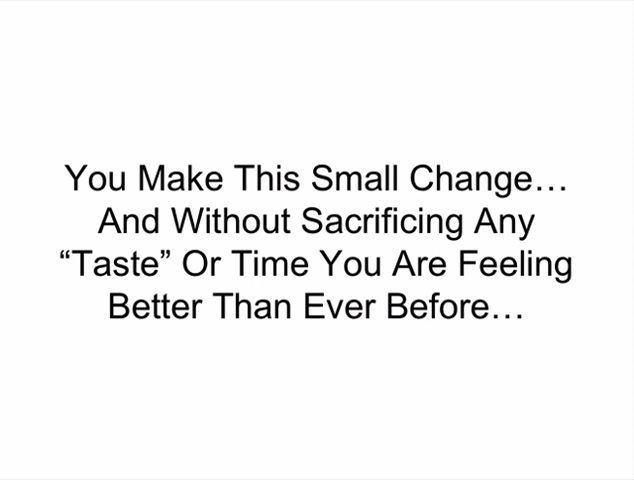 You Make This Small Change…
And Without Sacrificing Any
“Taste” Or Time You Are Feeling
Better Than Ever Before…